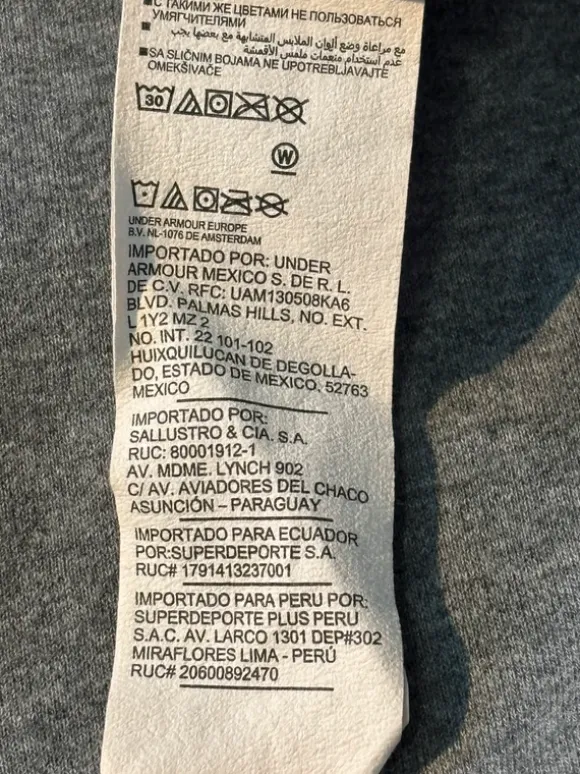 ■С ТАКИМИ ЖЕ ЦВЕТАМИ НЕ ПОЛЬЗОВАТЬСЯ
УМЯГЧИТЕЛЯМИ
■ مع مراعاة وضع ألوان الملابس المتشابهة مع بعضها يجب
عدم استخدام منعمات ملمس الأقمشة
■SA SLIČNIM BOJAMA NE UPOTREBLJAVAJTE
OMEKŠIVAČE
30
W
UNDER ARMOUR EUROPE
B.V. NL-1076 DE AMSTERDAM
IMPORTADO POR: UNDER
ARMOUR MEXICO S. DE R. L.
DE C.V. RFC: UAM130508KA6
BLVD. PALMAS HILLS, NO. EXT.
L 1Y2 MZ 2
NO. INT. 22 101-102
HUIXQUILUCAN DE DEGOLLA-
DO, ESTADO DE MEXICO, 52763
MEXICO
IMPORTADO POR:
SALLUSTRO & CIA. S.A.
RUC: 80001912-1
AV. MDME. LYNCH 902
C/ AV. AVIADORES DEL CHACO
ASUNCIÓN – PARAGUAY
IMPORTADO PARA ECUADOR
POR:SUPERDEPORTE S.A.
RUC# 1791413237001
IMPORTADO PARA PERU POR:
SUPERDEPORTE PLUS PERU
S.A.C. AV. LARCO 1301 DEP#302
MIRAFLORES LIMA - PERÚ
RUC# 20600892470